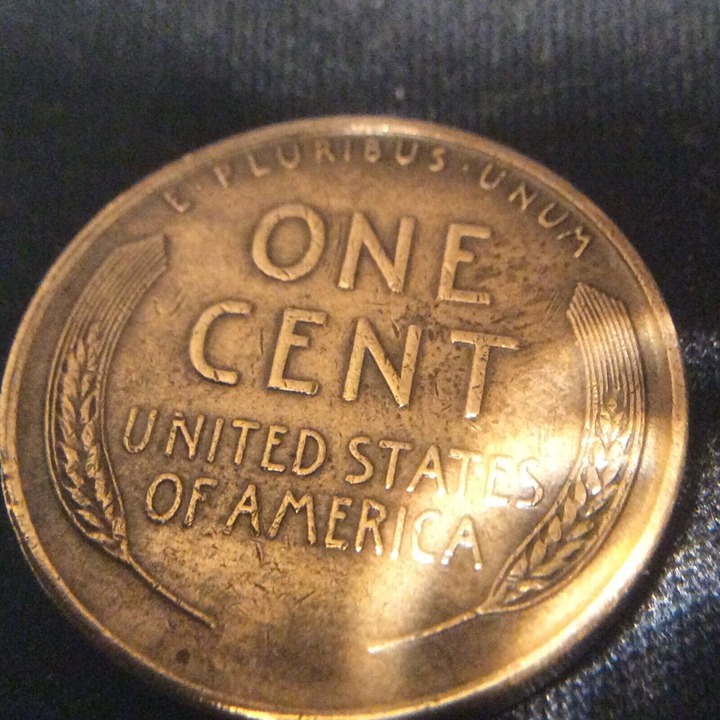 E·PLURIBUS·UNUM
ONE
CENT
UNITED STATES
OF AMERICA